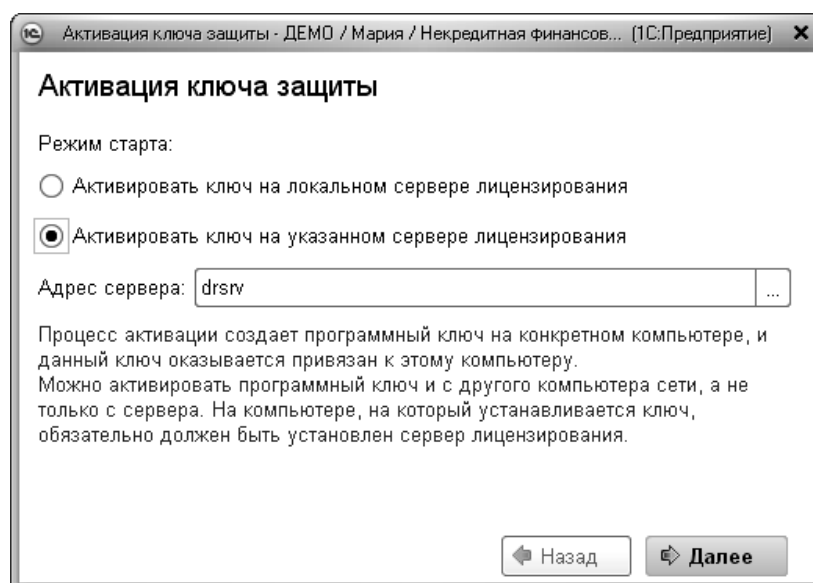 1С Активация ключа защиты - ДЕМО / Мария / Некредитная финансов... (1С:Предприятие)
Активация ключа защиты
Режим старта:
Активировать ключ на локальном сервере лицензирования
Активировать ключ на указанном сервере лицензирования
Адрес сервера: drsrv ...
Процесс активации создает программный ключ на конкретном компьютере, и
данный ключ оказывается привязан к этому компьютеру.
Можно активировать программный ключ и с другого компьютера сети, а не
только с сервера. На компьютере, на который устанавливается ключ,
обязательно должен быть установлен сервер лицензирования.
Назад Далее